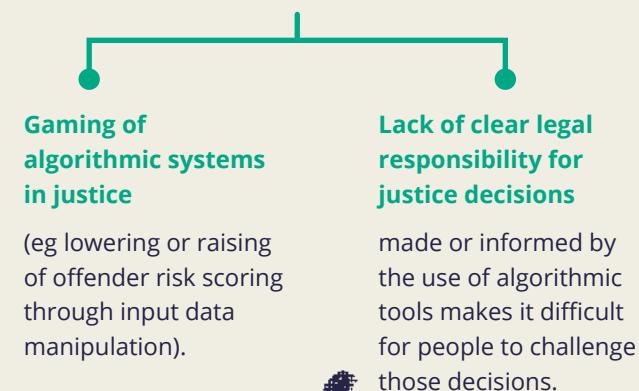 Gaming of
algorithmic systems
in justice
(eg lowering or raising
of offender risk scoring
through input data
manipulation).
Lack of clear legal
responsibility for
justice decisions
made or informed by
the use of algorithmic
tools makes it difficult
for people to challenge
those decisions.